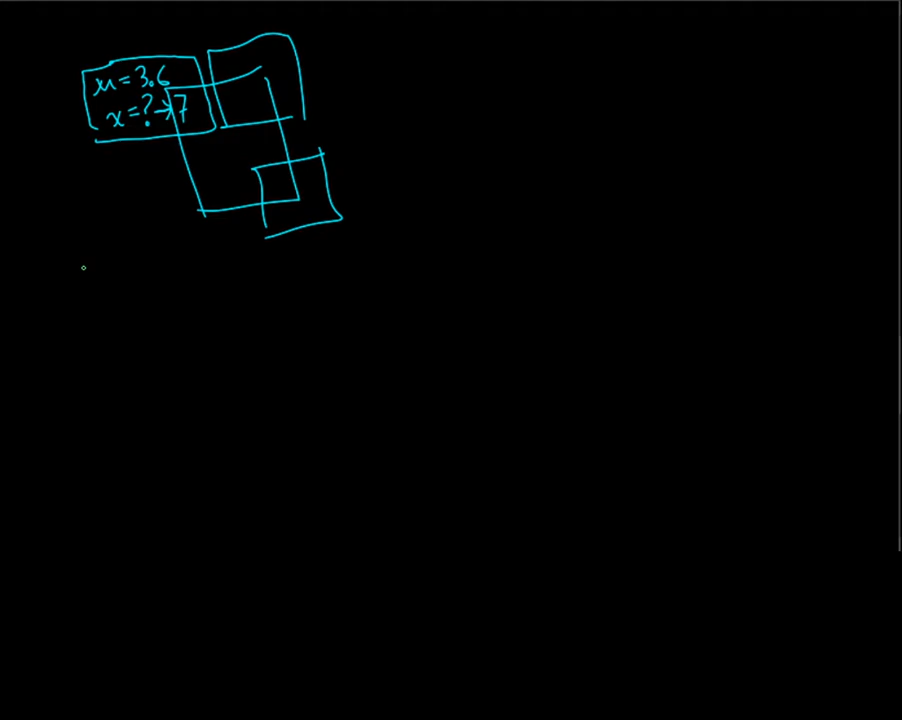 μ = 3.6
x = ? → 7